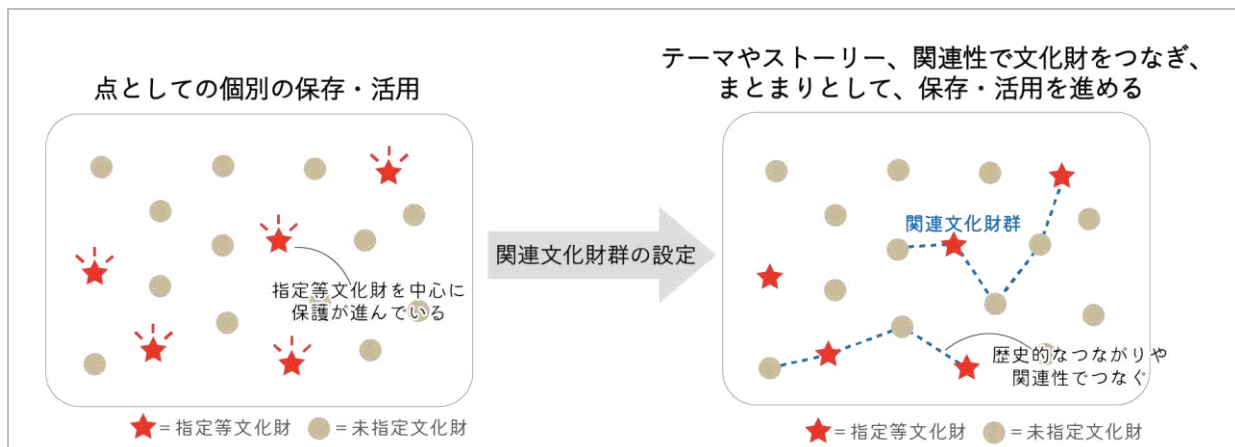 点としての個別の保存・活用
指定等文化財を中心に
保護が進んでいる
★＝指定等文化財 ●＝未指定文化財
関連文化財群の設定
テーマやストーリー、関連性で文化財をつなぎ、
まとまりとして、保存・活用を進める
関連文化財群
歴史的なつながりや
関連性でつなぐ
★＝指定等文化財 ●＝未指定文化財